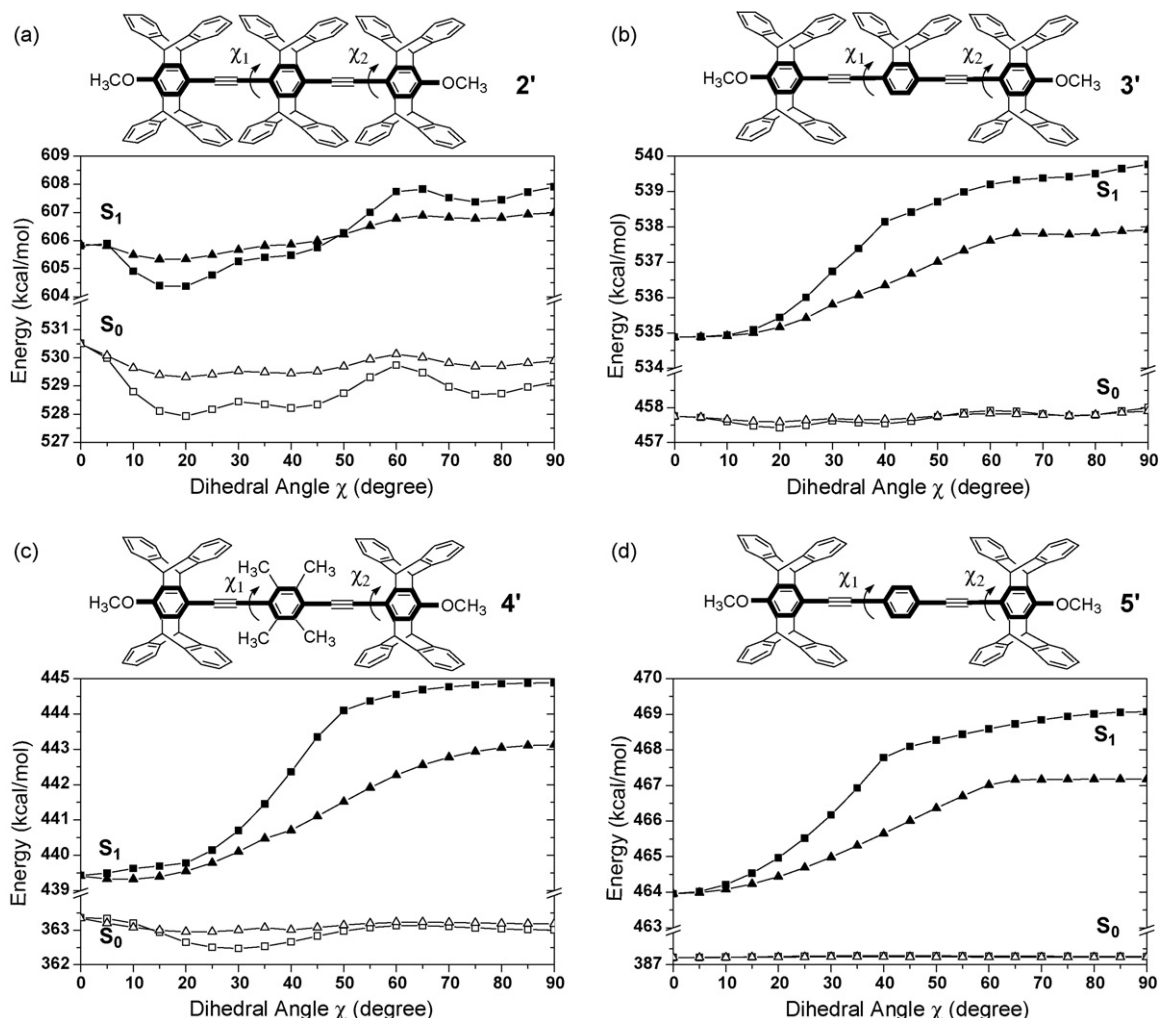 (a)
χ1
χ2
H3CO
OCH3
2'
609
608
607
606
605
604
530
529
528
527
S1
S0
Energy (kcal/mol)
0 10 20 30 40 50 60 70 80 90
Dihedral Angle χ (degree)
(b)
χ1
χ2
H3CO
OCH3
3'
540
539
538
537
536
535
534
458
457
S1
S0
Energy (kcal/mol)
0 10 20 30 40 50 60 70 80 90
Dihedral Angle χ (degree)
(c)
H3C
CH3
χ1
χ2
H3CO
OCH3
H3C
CH3
4'
445
443
442
441
440
439
363
362
S1
S0
Energy (kcal/mol)
0 10 20 30 40 50 60 70 80 90
Dihedral Angle χ (degree)
(d)
χ1
χ2
H3CO
OCH3
5'
470
469
468
467
465
464
463
387
S1
S0
Energy (kcal/mol)
0 10 20 30 40 50 60 70 80 90
Dihedral Angle χ (degree)